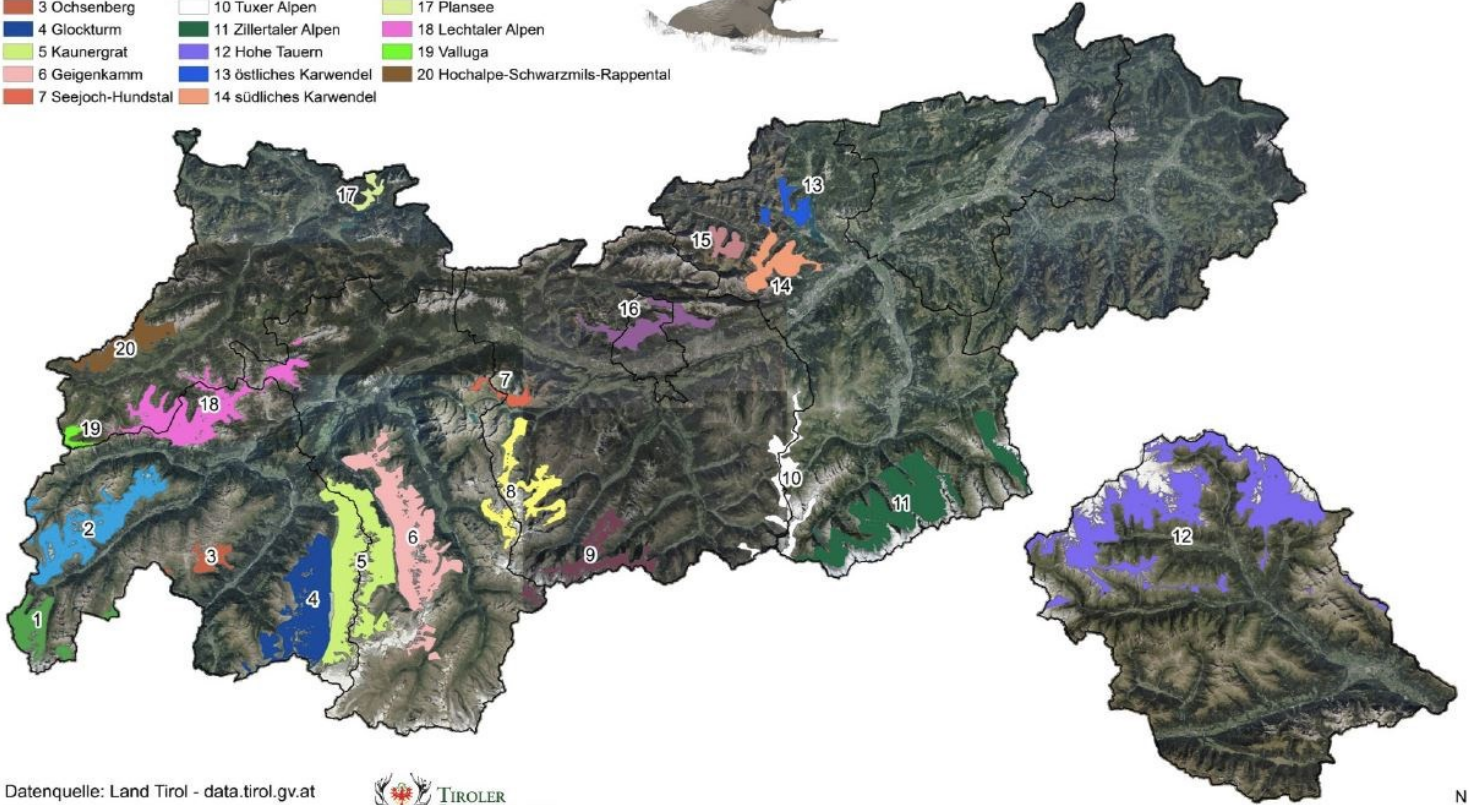 3 Ochsenberg
4 Glockturm
5 Kaunergrat
6 Geigenkamm
7 Seejoch-Hundstal
10 Tuxer Alpen
11 Zillertaler Alpen
12 Hohe Tauern
13 östliches Karwendel
14 südliches Karwendel
17 Plansee
18 Lechtaler Alpen
19 Valluga
20 Hochalpe-Schwarzmils-Rappental
17
13
15
14
16
20
7
18
19
10
8
11
2
6
12
3
9
5
4
1
Datenquelle: Land Tirol - data.tirol.gv.at
TIROLER
N